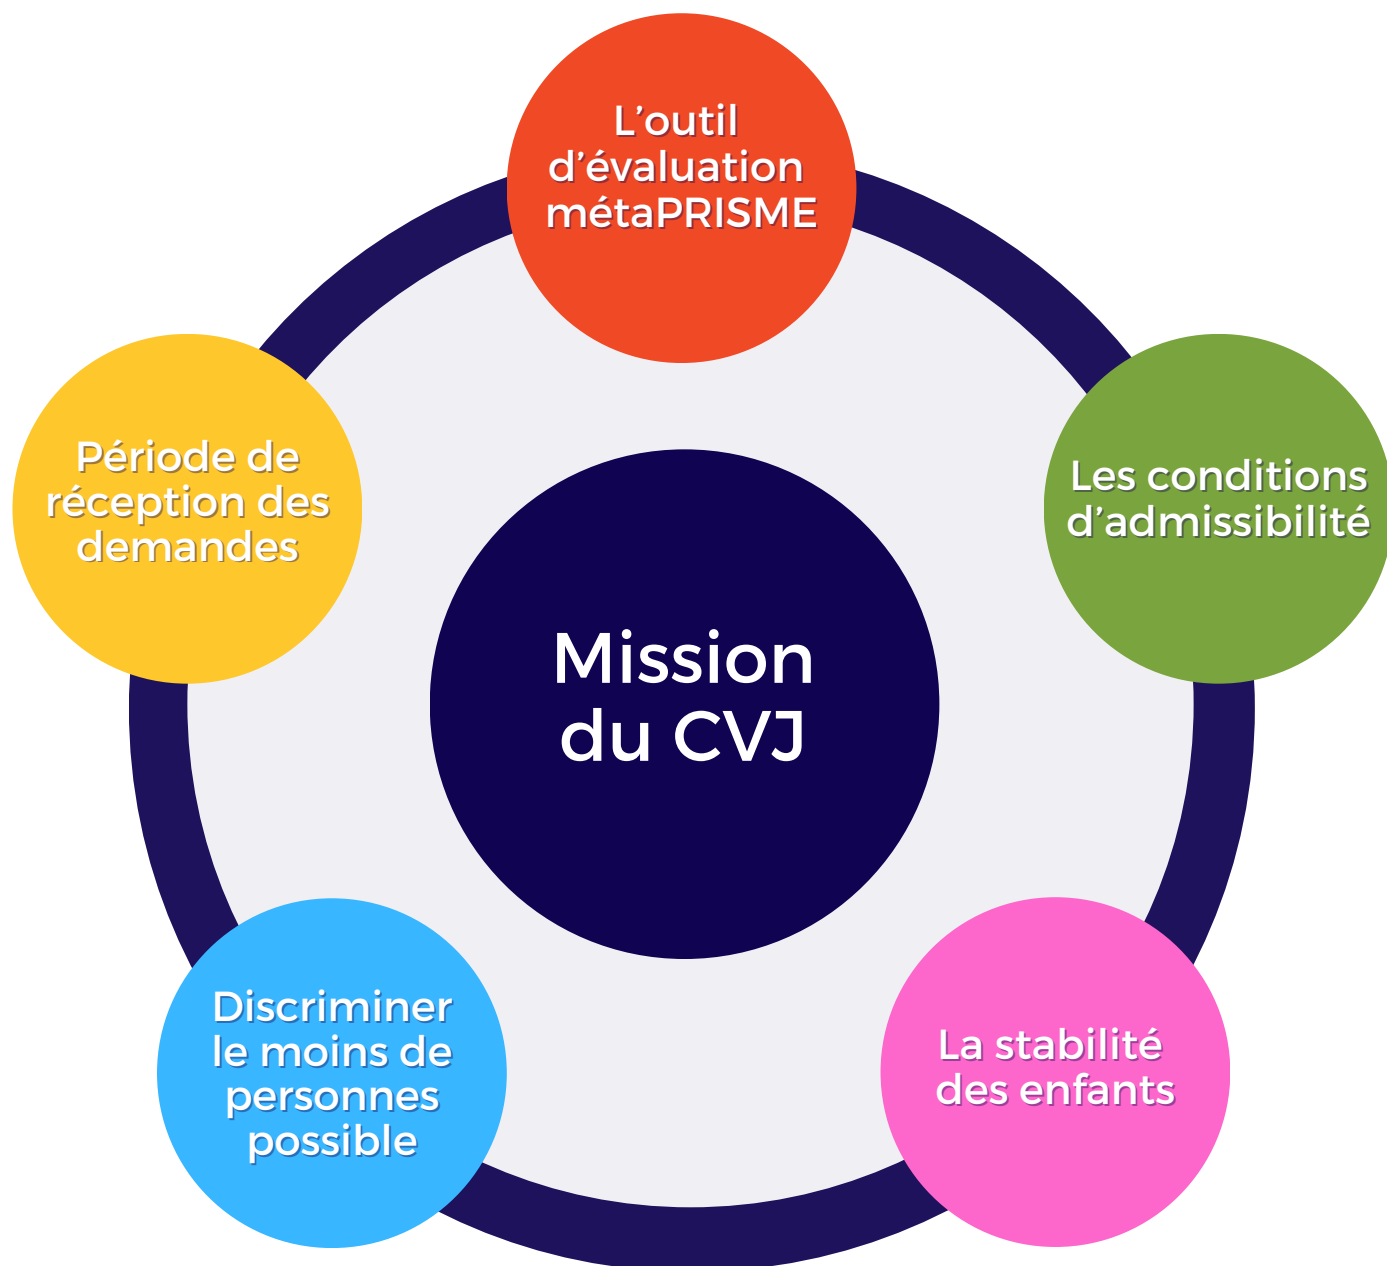 L’outil
d’évaluation
métaPRISME
Les conditions
d’admissibilité
Période de
réception des
demandes
Mission
du CVJ
Discriminer
le moins de
personnes
possible
La stabilité
des enfants